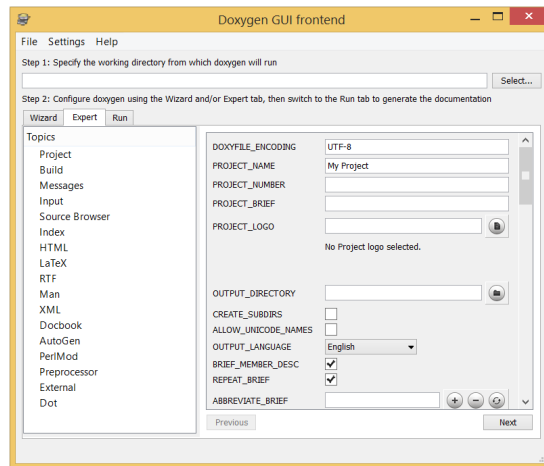 Doxygen GUI frontend
File Settings Help
Step 1: Specify the working directory from which doxygen will run
Select...
Step 2: Configure doxygen using the Wizard and/or Expert tab, then switch to the Run tab to generate the documentation
Wizard Expert Run
Topics
Project
Build
Messages
Input
Source Browser
Index
HTML
LaTeX
RTF
Man
XML
Docbook
AutoGen
PerlMod
Preprocessor
External
Dot
DOXYFILE_ENCODING UTF-8
PROJECT_NAME My Project
PROJECT_NUMBER
PROJECT_BRIEF
PROJECT_LOGO
No Project logo selected.
OUTPUT_DIRECTORY
CREATE_SUBDIRS
ALLOW_UNICODE_NAMES
OUTPUT_LANGUAGE English
BRIEF_MEMBER_DESC
REPEAT_BRIEF
ABBREVIATE_BRIEF
Previous Next